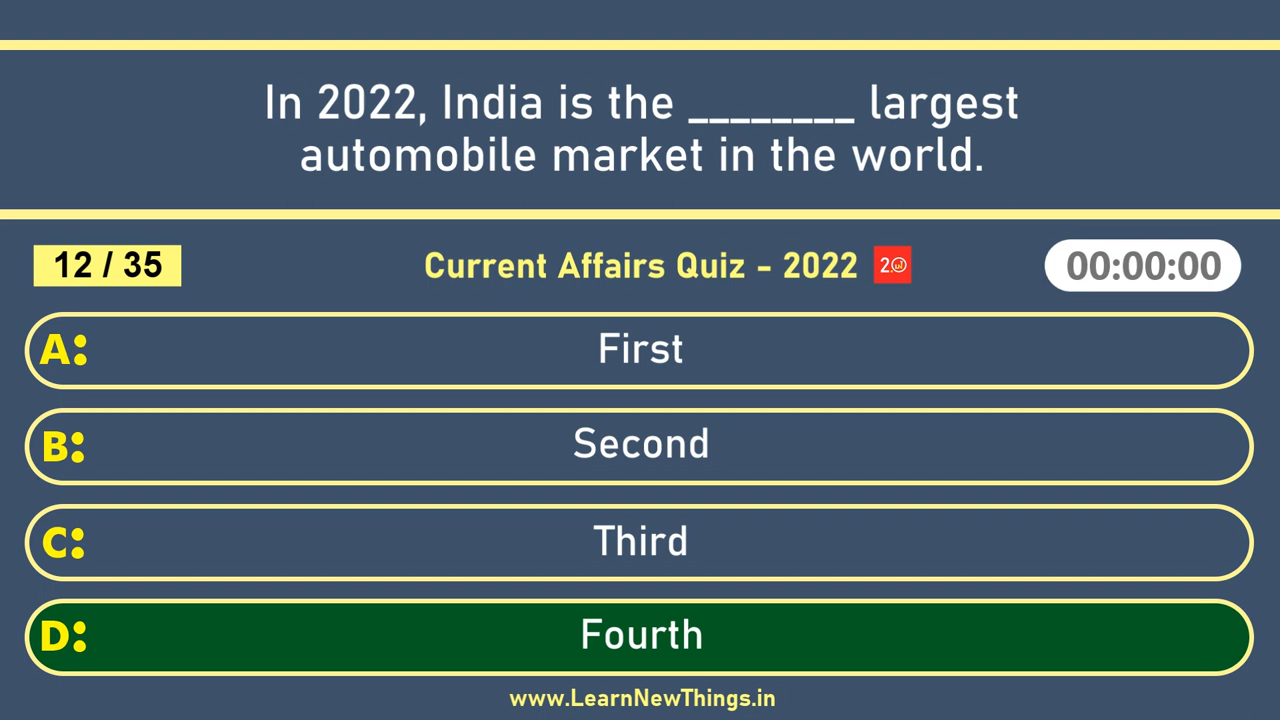 In 2022, India is the ________ largest
automobile market in the world.
12 / 35
Current Affairs Quiz - 2022
00:00:00
A: First
B: Second
C: Third
D: Fourth
www.LearnNewThings.in